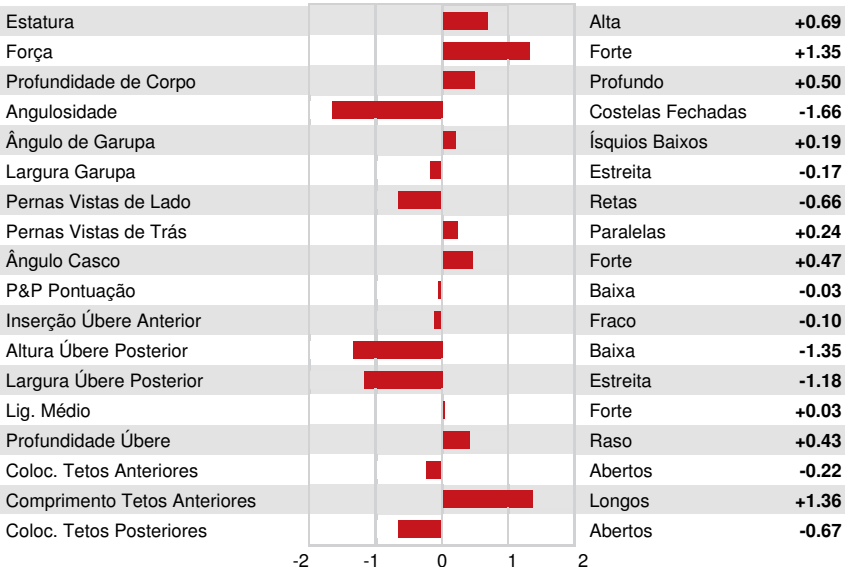 Estatura Alta +0.69
Força Forte +1.35
Profundidade de Corpo Profundo +0.50
Angulosidade Costelas Fechadas -1.66
Ângulo de Garupa Ísquios Baixos +0.19
Largura Garupa Estreita -0.17
Pernas Vistas de Lado Retas -0.66
Pernas Vistas de Trás Paralelas +0.24
Ângulo Casco Forte +0.47
P&P Pontuação Baixa -0.03
Inserção Úbere Anterior Fraco -0.10
Altura Úbere Posterior Baixa -1.35
Largura Úbere Posterior Estreita -1.18
Lig. Médio Forte +0.03
Profundidade Úbere Raso +0.43
Coloc. Tetos Anteriores Abertos -0.22
Comprimento Tetos Anteriores Longos +1.36
Coloc. Tetos Posteriores Abertos -0.67
-2 -1 0 1 2